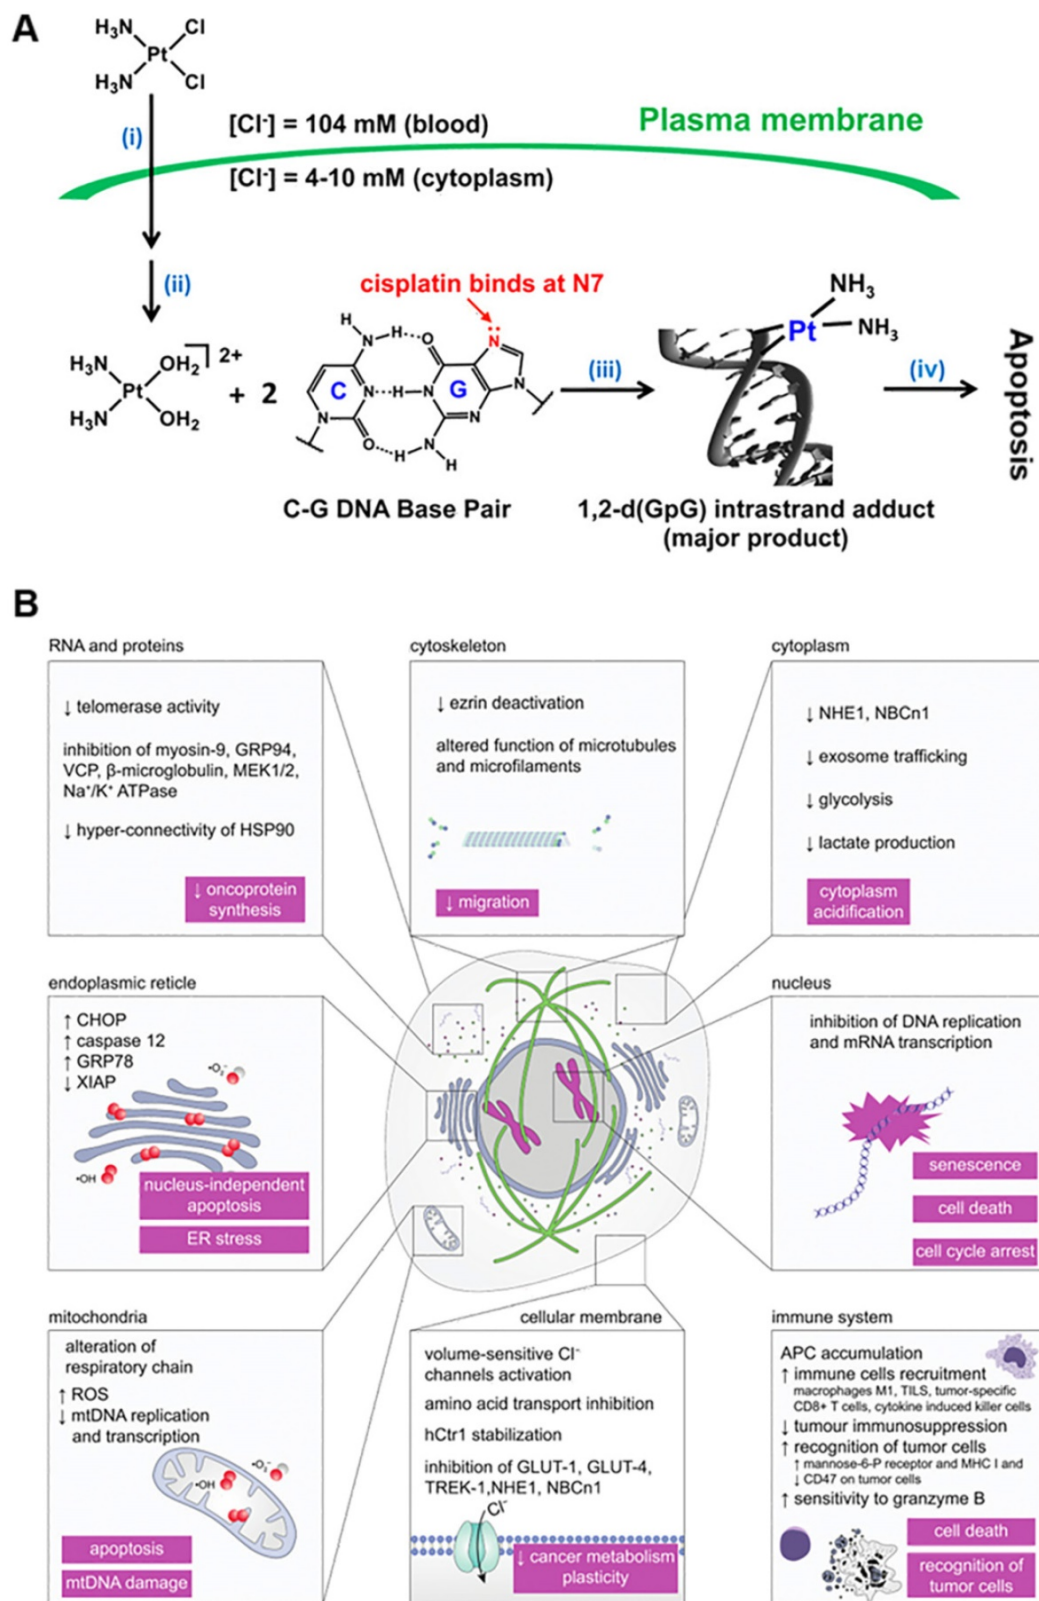 A
H₃N
Cl
Pt
H₃N
Cl
(i)
[Cl⁻] = 104 mM (blood)
Plasma membrane
[Cl⁻] = 4-10 mM (cytoplasm)
(ii)
cisplatin binds at N7
H₃N
OH₂
2+
Pt
H₃N
OH₂
+ 2
H
N
H
O
N
C
N
H
N
G
N
N
N
O
H
N
H
(iii)
NH₃
Pt
NH₃
(iv)
Apoptosis
C-G DNA Base Pair
1,2-d(GpG) intrastrand adduct
(major product)
B
RNA and proteins
↓ telomerase activity
inhibition of myosin-9, GRP94,
VCP, β-microglobulin, MEK1/2,
Na⁺/K⁺ ATPase
↓ hyper-connectivity of HSP90
↓ oncoprotein
synthesis
cytoskeleton
↓ ezrin deactivation
altered function of microtubules
and microfilaments
↓ migration
cytoplasm
↓ NHE1, NBCn1
↓ exosome trafficking
↓ glycolysis
↓ lactate production
cytoplasm
acidification
endoplasmic reticle
↑ CHOP
↑ caspase 12
↑ GRP78
↓ XIAP
•O₂⁻
•OH
nucleus-independent
apoptosis
ER stress
nucleus
inhibition of DNA replication
and mRNA transcription
senescence
cell death
cell cycle arrest
mitochondria
alteration of
respiratory chain
↑ ROS
↓ mtDNA replication
and transcription
•O₂⁻
•OH
apoptosis
mtDNA damage
cellular membrane
volume-sensitive Cl⁻
channels activation
amino acid transport inhibition
hCtr1 stabilization
inhibition of GLUT-1, GLUT-4,
TREK-1,NHE1, NBCn1
Cl⁻
↓ cancer metabolism
plasticity
immune system
APC accumulation
↑ immune cells recruitment
macrophages M1, TILS, tumor-specific
CD8+ T cells, cytokine induced killer cells
↓ tumour immunosuppression
↑ recognition of tumor cells
↑ mannose-6-P receptor and MHC I and
↓ CD47 on tumor cells
↑ sensitivity to granzyme B
cell death
recognition of
tumor cells